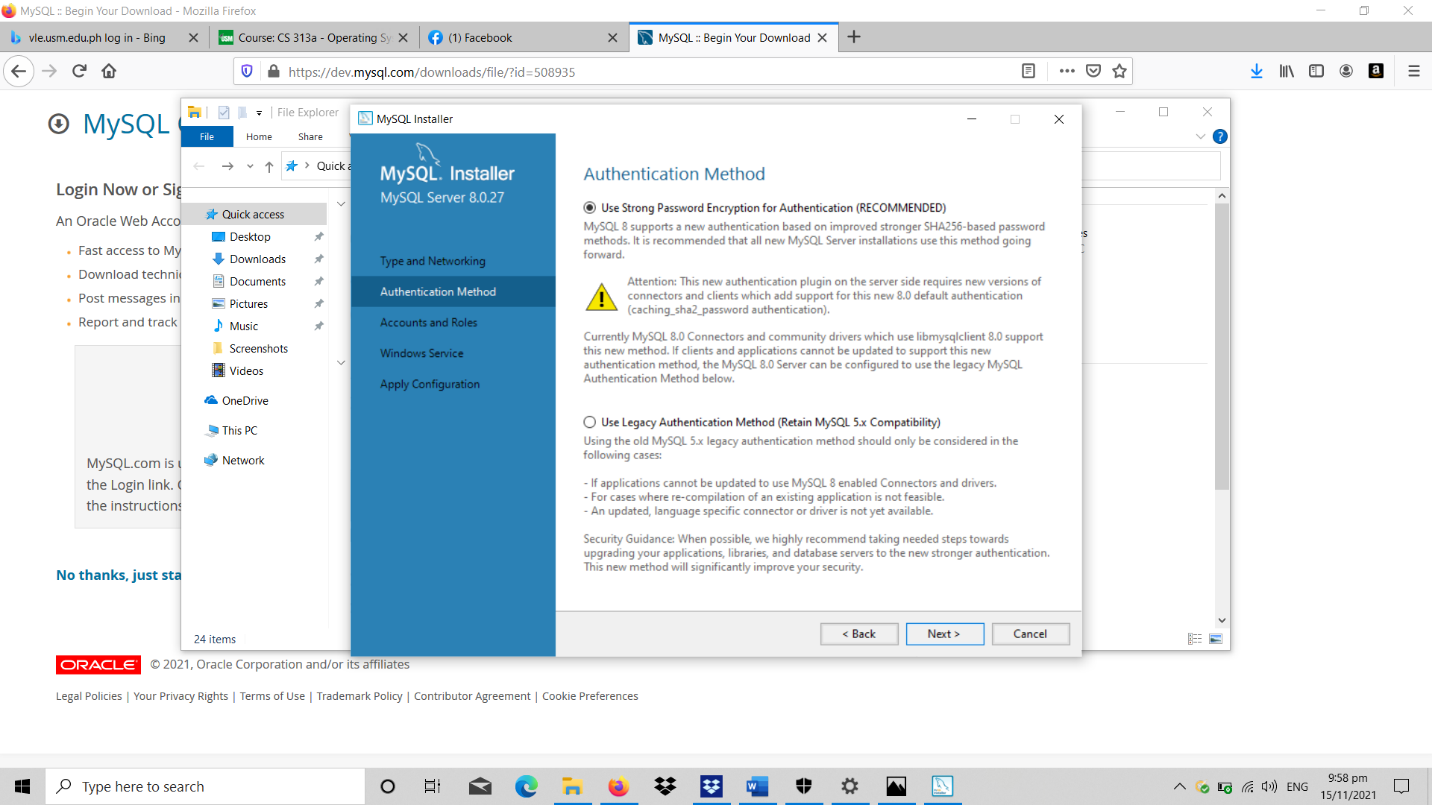 MySQL :: Begin Your Download - Mozilla Firefox
vle.usm.edu.ph log in - Bing
USM Course: CS 313a - Operating Sy
(1) Facebook
MySQL :: Begin Your Download
https://dev.mysql.com/downloads/file/?id=508935
MySQL
Login Now or Sig
An Oracle Web Acco
• Fast access to My
• Download technic
• Post messages in
• Report and track
MySQL.com is u
the Login link.
the instructions
No thanks, just sta
ORACLE © 2021, Oracle Corporation and/or its affiliates
Legal Policies | Your Privacy Rights | Terms of Use | Trademark Policy | Contributor Agreement | Cookie Preferences
File Explorer
File Home Share
Quick a
Quick access
Desktop
Downloads
Documents
Pictures
Music
Screenshots
Videos
OneDrive
This PC
Network
24 items
MySQL Installer
MySQL. Installer
MySQL Server 8.0.27
Type and Networking
Authentication Method
Accounts and Roles
Windows Service
Apply Configuration
Authentication Method
Use Strong Password Encryption for Authentication (RECOMMENDED)
MySQL 8 supports a new authentication based on improved stronger SHA256-based password
methods. It is recommended that all new MySQL Server installations use this method going
forward.
Attention: This new authentication plugin on the server side requires new versions of
connectors and clients which add support for this new 8.0 default authentication
(caching_sha2_password authentication).
Currently MySQL 8.0 Connectors and community drivers which use libmysqlclient 8.0 support
this new method. If clients and applications cannot be updated to support this new
authentication method, the MySQL 8.0 Server can be configured to use the legacy MySQL
Authentication Method below.
Use Legacy Authentication Method (Retain MySQL 5.x Compatibility)
Using the old MySQL 5.x legacy authentication method should only be considered in the
following cases:
- If applications cannot be updated to use MySQL 8 enabled Connectors and drivers.
- For cases where re-compilation of an existing application is not feasible.
- An updated, language specific connector or driver is not yet available.
Security Guidance: When possible, we highly recommend taking needed steps towards
upgrading your applications, libraries, and database servers to the new stronger authentication.
This new method will significantly improve your security.
< Back Next > Cancel
Type here to search
ENG
9:58 pm
15/11/2021